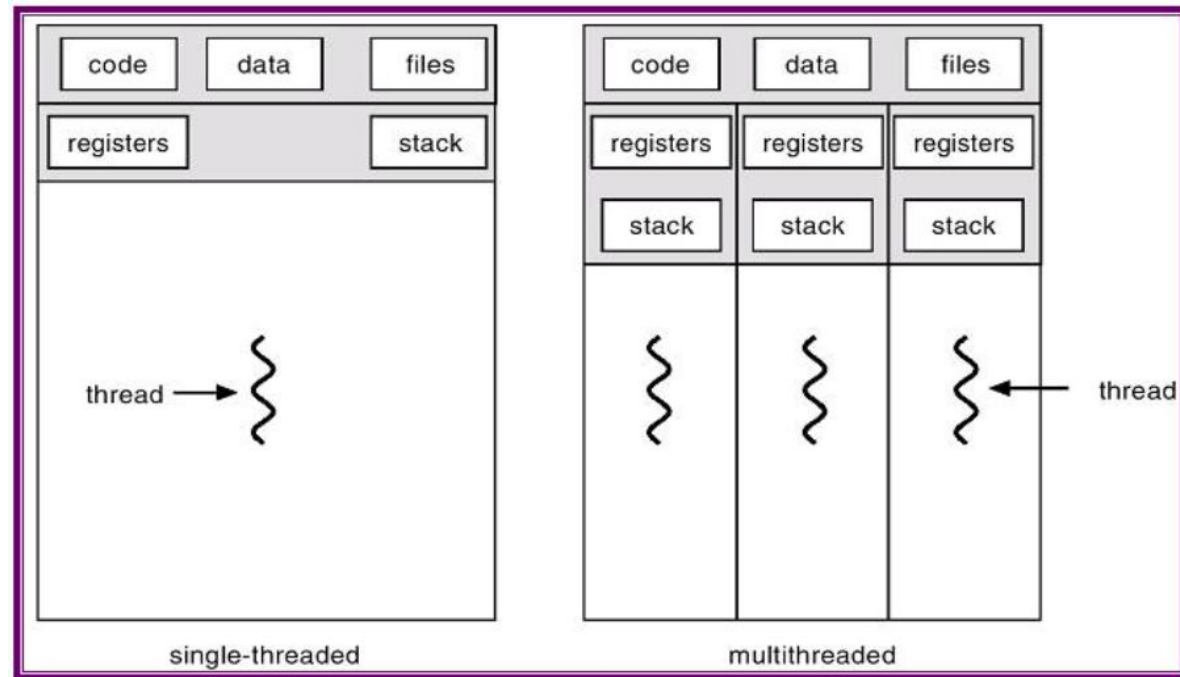 code data files
registers stack
thread
single-threaded
code data files
registers registers registers
stack stack stack
thread
multithreaded